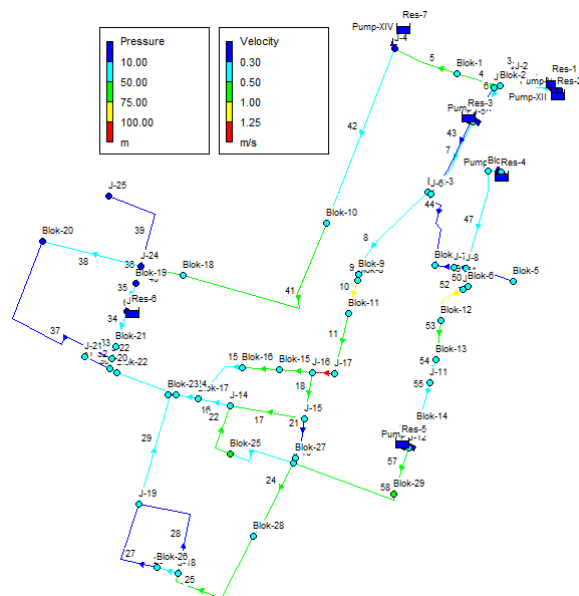 Res-7
Pump-XIV
J-4
Pressure
10.00
50.00
75.00
100.00
m
Velocity
0.30
0.50
1.00
1.25
m/s
5
Blok-1
4
J-2
Blok-2
6
Res-1
Res-2
Pump-XII
Res-3
43
7
42
Res-4
J-25
J-6
44
47
39
Blok-10
Blok-20
8
J-24
38
Blok-18
Blok-19
35
Blok-9
9
10
J-8
Blok-5
50
Blok-6
52
41
Res-6
34
Blok-11
Blok-12
37
53
Blok-21
J-21
11
15
Blok-16
Blok-15
J-16
J-17
54
Blok-13
J-11
55
18
16
J-14
22
17
J-15
21
Blok-14
Res-5
Blok-25
Blok-27
57
29
24
58
Blok-29
J-19
28
Blok-28
27
Blok-26
25